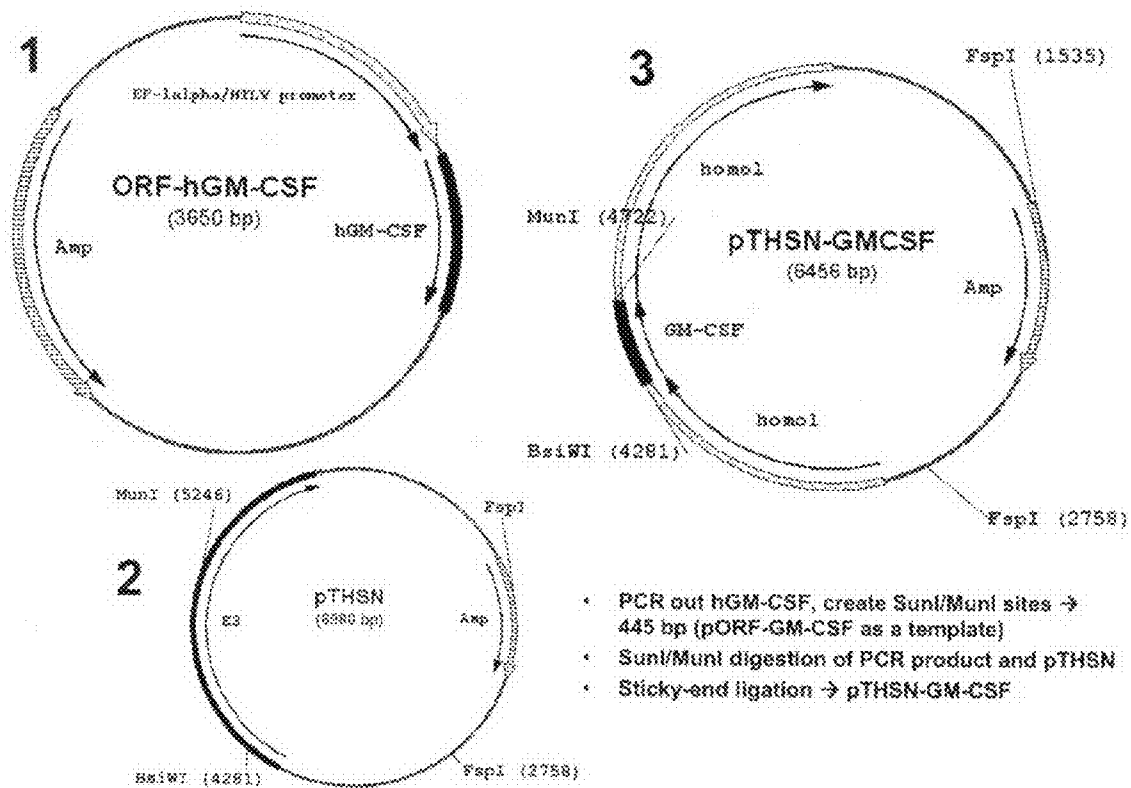 1
EF-1alpha/HTLV promoter
ORF-hGM-CSF
(3650 bp)
hGM-CSF
Amp
3
FspI (1535)
homol
MunI (4722)
pTHSN-GMCSF
(6456 bp)
Amp
GM-CSF
homol
BsiWI (4281)
FspI (2758)
2
MunI (5246)
FspI
pTHSN
(6980 bp)
E3
Amp
BsiWI (4281)
FspI (2758)
• PCR out hGM-CSF, create SunI/MunI sites →
445 bp (pORF-GM-CSF as a template)
• SunI/MunI digestion of PCR product and pTHSN
• Sticky-end ligation → pTHSN-GM-CSF